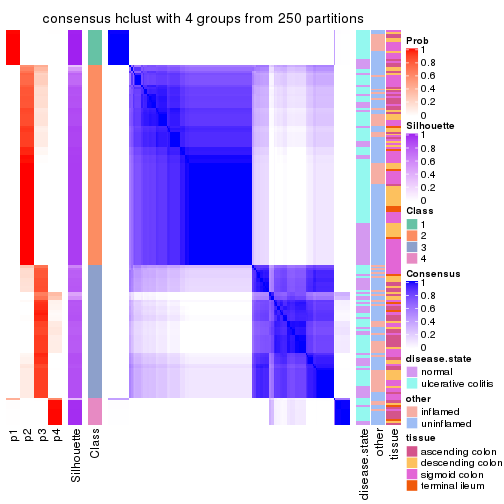 consensus hclust with 4 groups from 250 partitions
p1
p2
p3
p4
Silhouette
Class
disease.state
other
tissue
Prob
1
0.8
0.6
0.4
0.2
0
Silhouette
1
0.8
0.6
0.4
0.2
0
Class
1
2
3
4
Consensus
1
0.8
0.6
0.4
0.2
0
disease.state
normal
ulcerative colitis
other
inflamed
uninflamed
tissue
ascending colon
descending colon
sigmoid colon
terminal ileum